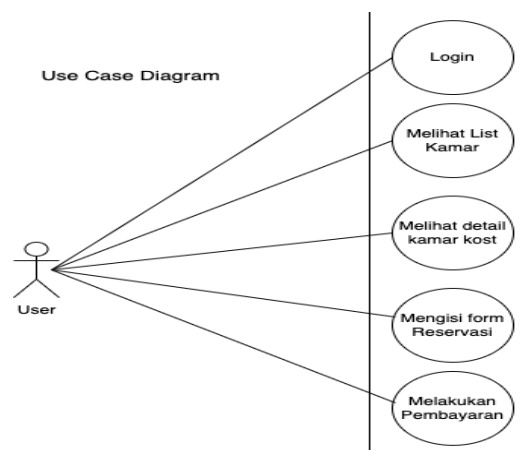 Use Case Diagram
Login
Melihat List
Kamar
Melihat detail
kamar kost
User
Mengisi form
Reservasi
Melakukan
Pembayaran